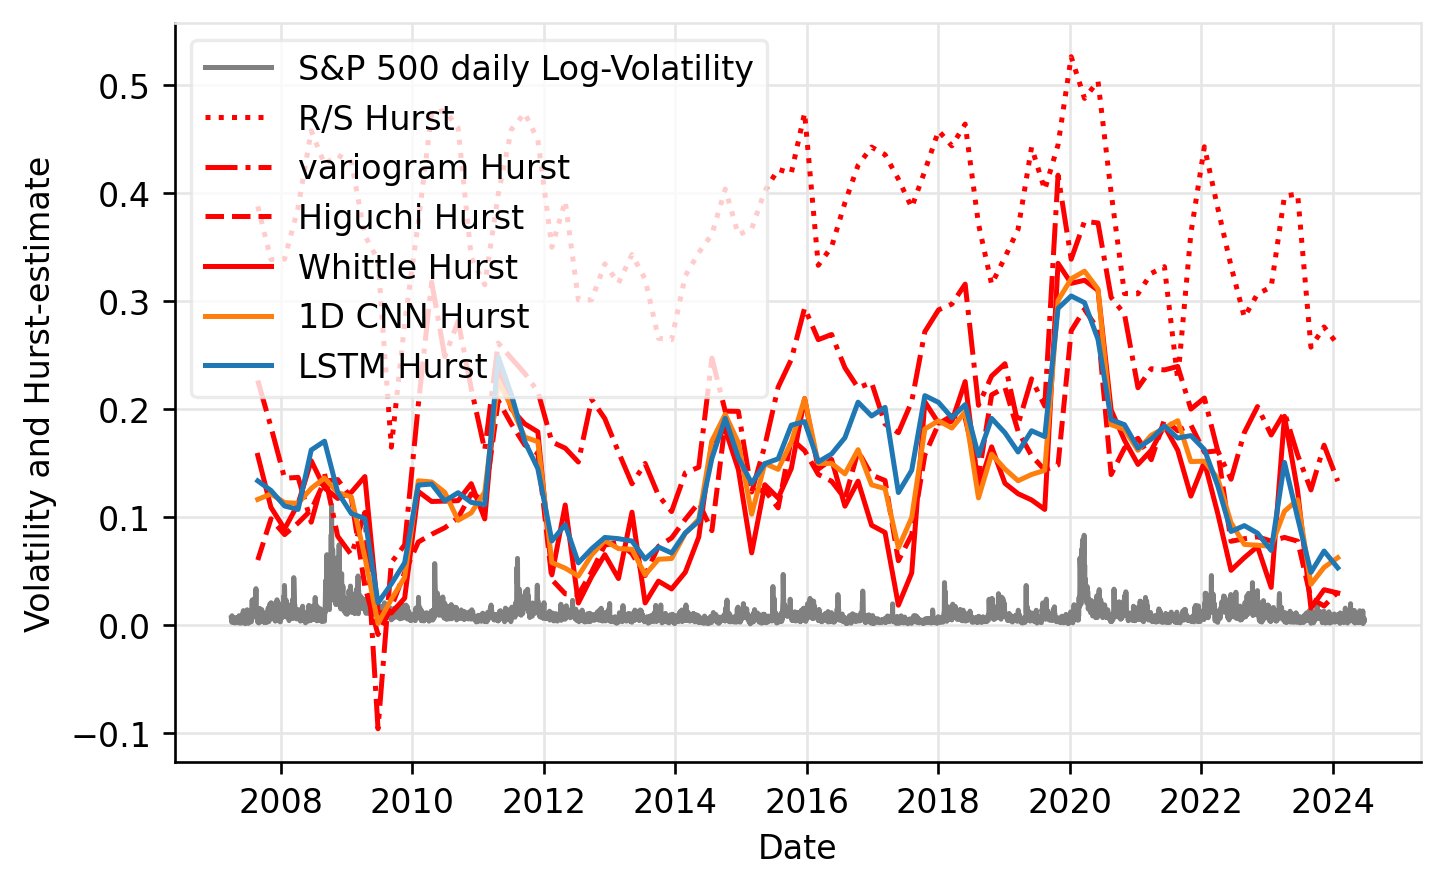 Volatility and Hurst-estimate
0.5
0.4
0.3
0.2
0.1
0.0
−0.1
S&P 500 daily Log-Volatility
R/S Hurst
variogram Hurst
Higuchi Hurst
Whittle Hurst
1D CNN Hurst
LSTM Hurst
2008 2010 2012 2014 2016 2018 2020 2022 2024
Date